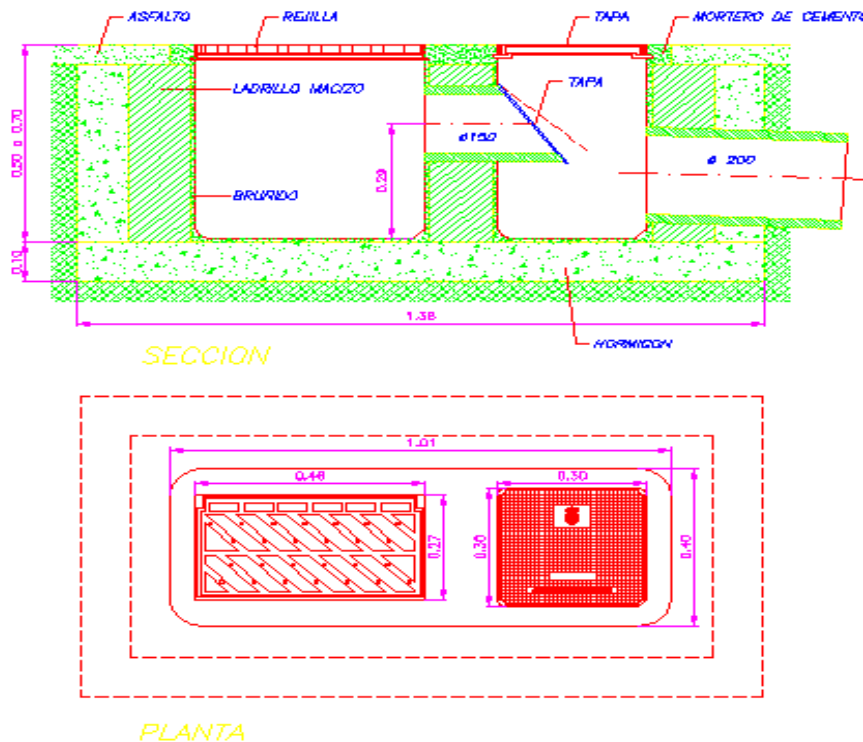 ASFALTO
REJILLA
TAPA
MORTERO DE CEMENTO
LADRILLO MACIZO
TAPA
ø150
ø 200
0.50 a 0.70
0.29
BRUÑIDO
0.10
1.38
HORMIGON
SECCION
1.01
0.46
0.30
0.27
0.30
0.40
PLANTA